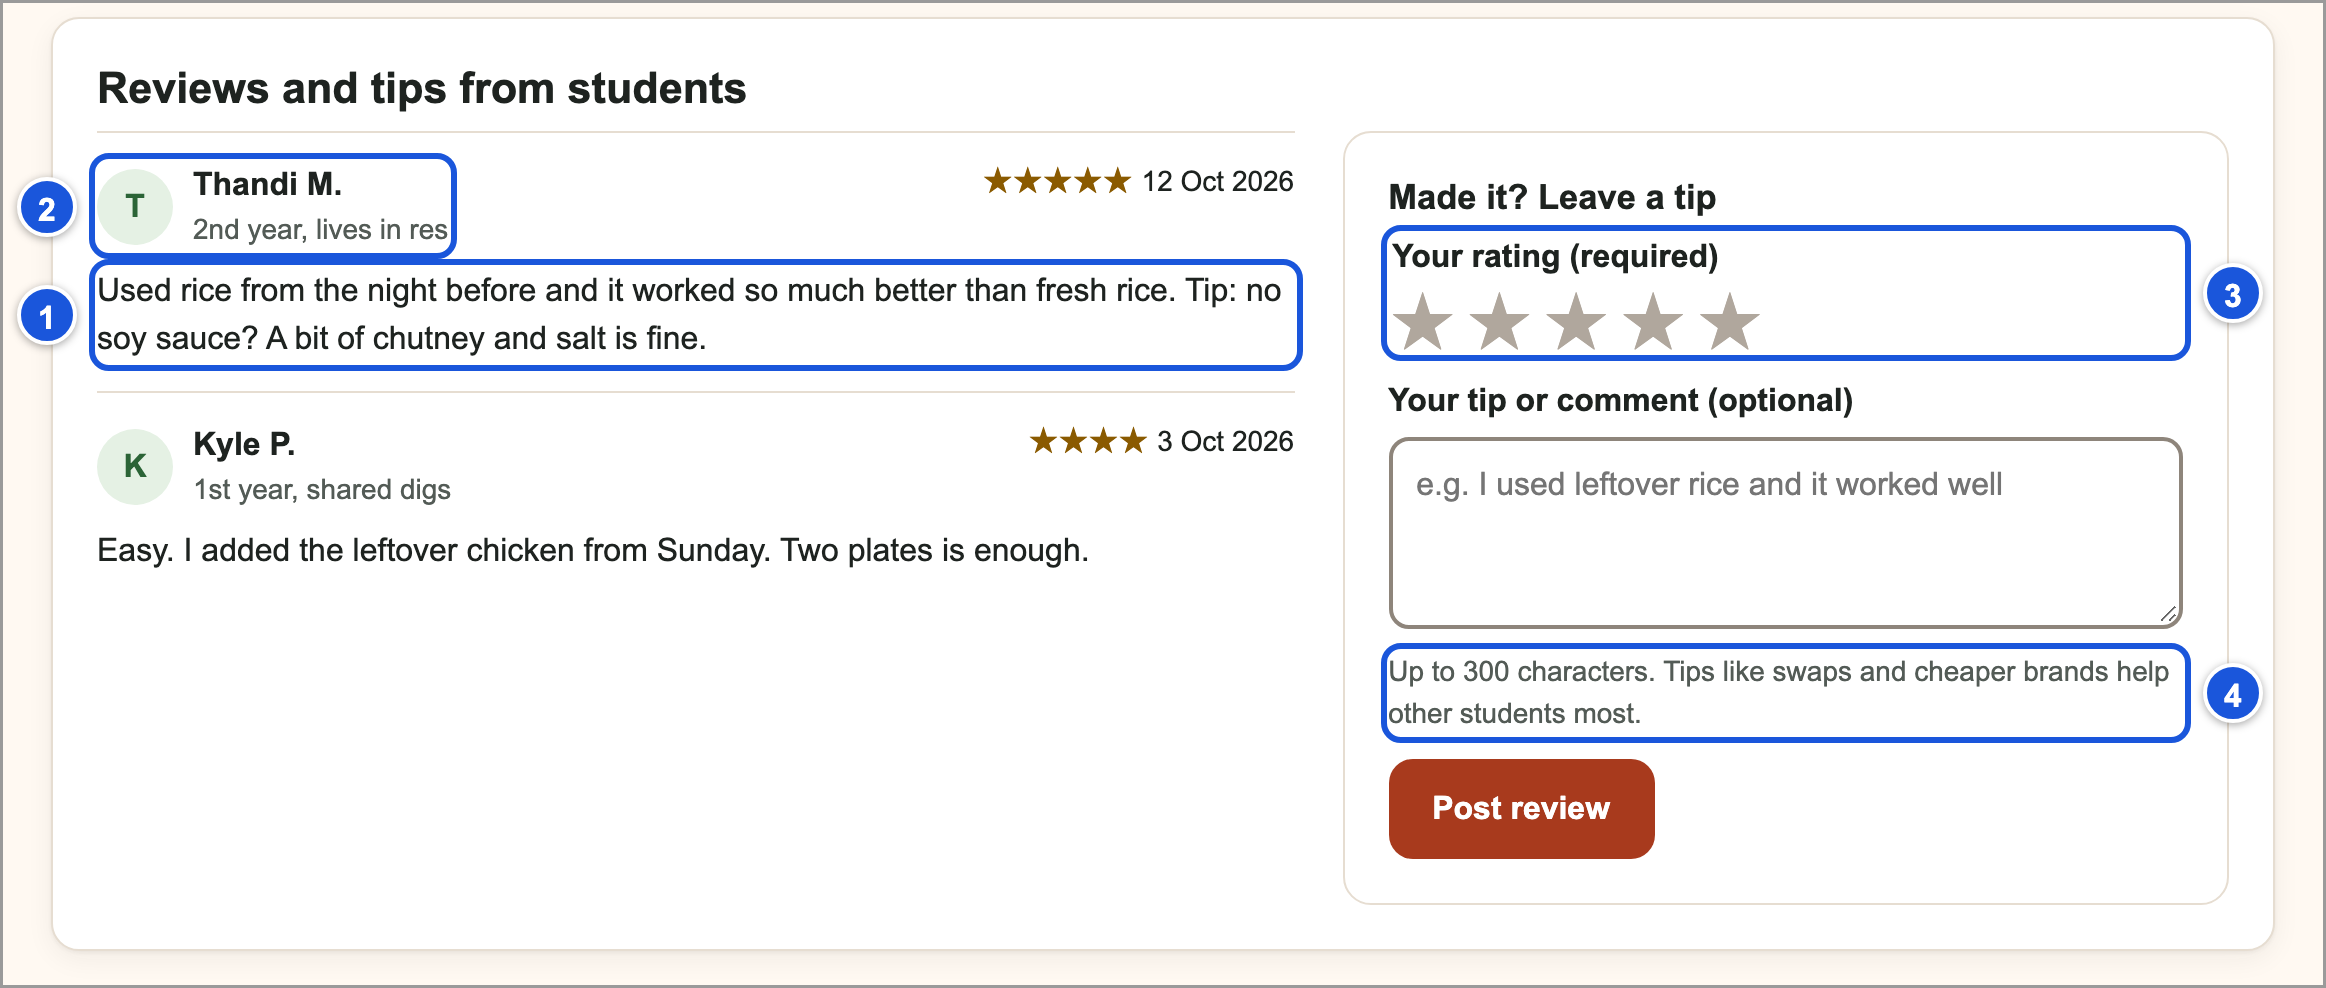 Reviews and tips from students
2
T
Thandi M.
★★★★★ 12 Oct 2026
2nd year, lives in res
1
Used rice from the night before and it worked so much better than fresh rice. Tip: no
soy sauce? A bit of chutney and salt is fine.
K
Kyle P.
★★★★ 3 Oct 2026
1st year, shared digs
Easy. I added the leftover chicken from Sunday. Two plates is enough.
Made it? Leave a tip
Your rating (required)
★★★★★
3
Your tip or comment (optional)
e.g. I used leftover rice and it worked well
Up to 300 characters. Tips like swaps and cheaper brands help
other students most.
4
Post review